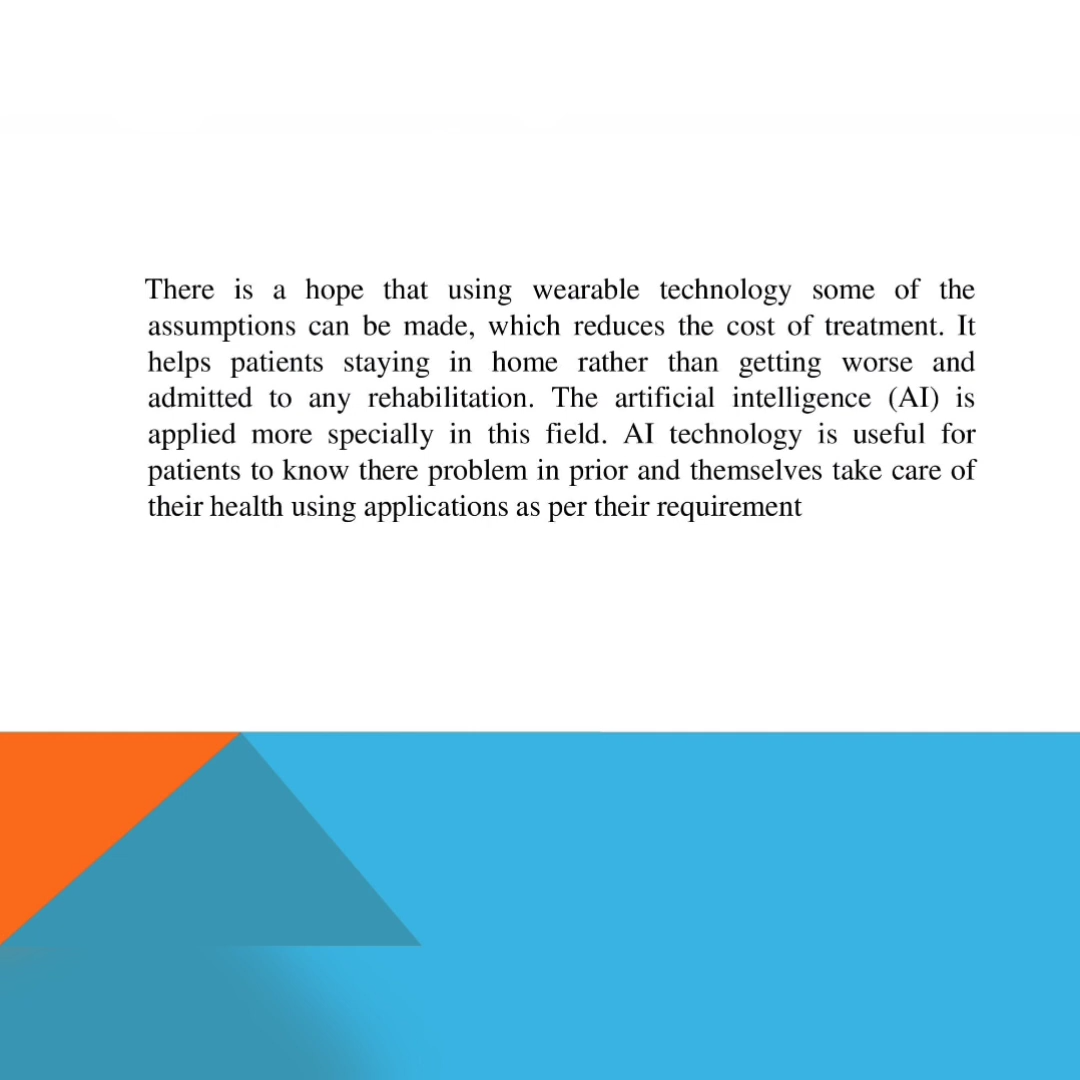 There is a hope that using wearable technology some of the
assumptions can be made, which reduces the cost of treatment. It
helps patients staying in home rather than getting worse and
admitted to any rehabilitation. The artificial intelligence (AI) is
applied more specially in this field. AI technology is useful for
patients to know there problem in prior and themselves take care of
their health using applications as per their requirement